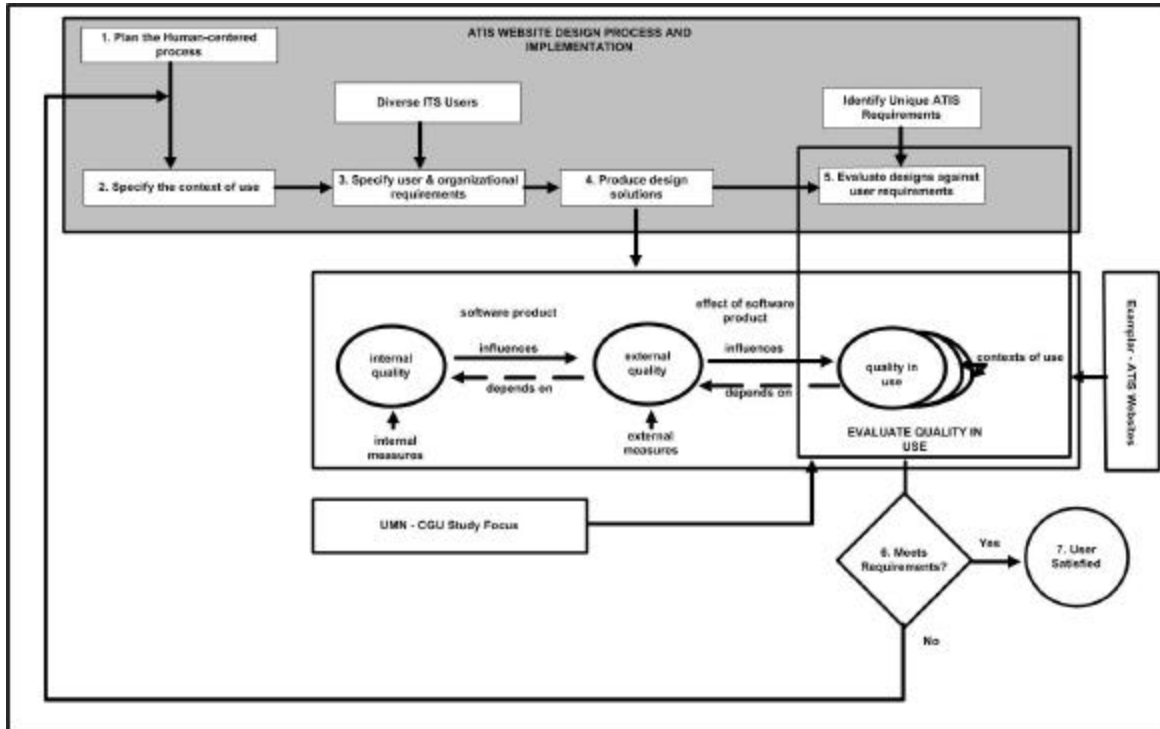 ATIS WEBSITE DESIGN PROCESS AND
IMPLEMENTATION
1. Plan the Human-centered
process
Diverse ITS Users
Identify Unique ATIS
Requirements
2. Specify the context of use
3. Specify user & organizational
requirements
4. Produce design
solutions
5. Evaluate designs against
user requirements
software product
effect of software
product
internal
quality
influences
depends on
external
quality
influences
depends on
quality in
use
contexts of use
internal
measures
external
measures
EVALUATE QUALITY IN
USE
Examplar - ATIS Websites
UMN - CGU Study Focus
6. Meets
Requirements?
Yes
7. User
Satisfied
No